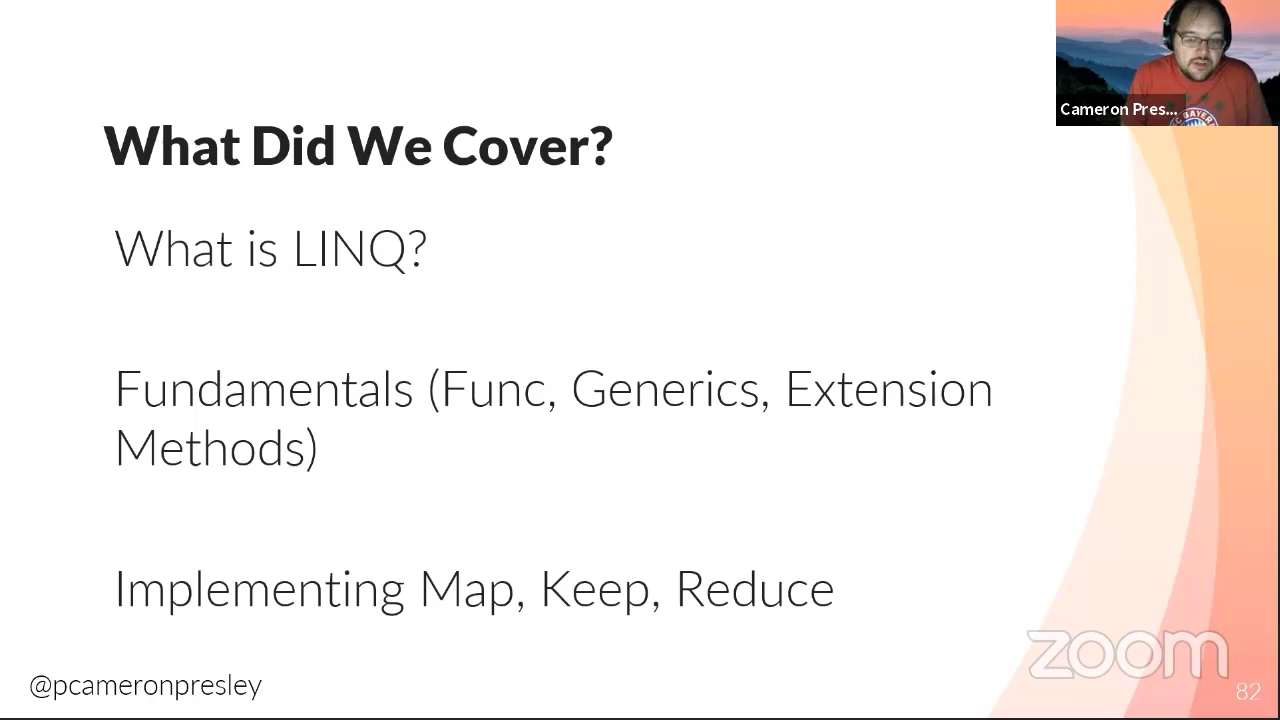 Cameron Pres...
What Did We Cover?
What is LINQ?
Fundamentals (Func, Generics, Extension
Methods)
Implementing Map, Keep, Reduce
@pcameronpresley
zoom
82